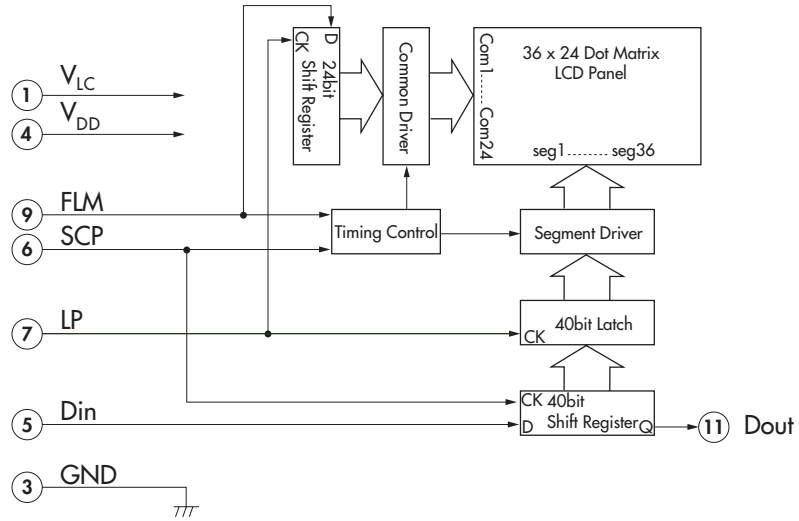 D
CK
24bit
Shift Register
Common Driver
Com1......Com24
36 x 24 Dot Matrix
LCD Panel
seg1........ seg36
1 VLC
4 VDD
9 FLM
6 SCP
Timing Control
Segment Driver
7 LP
40bit Latch
CK
CK 40bit
Shift Register
D
Q
5 Din
11 Dout
3 GND